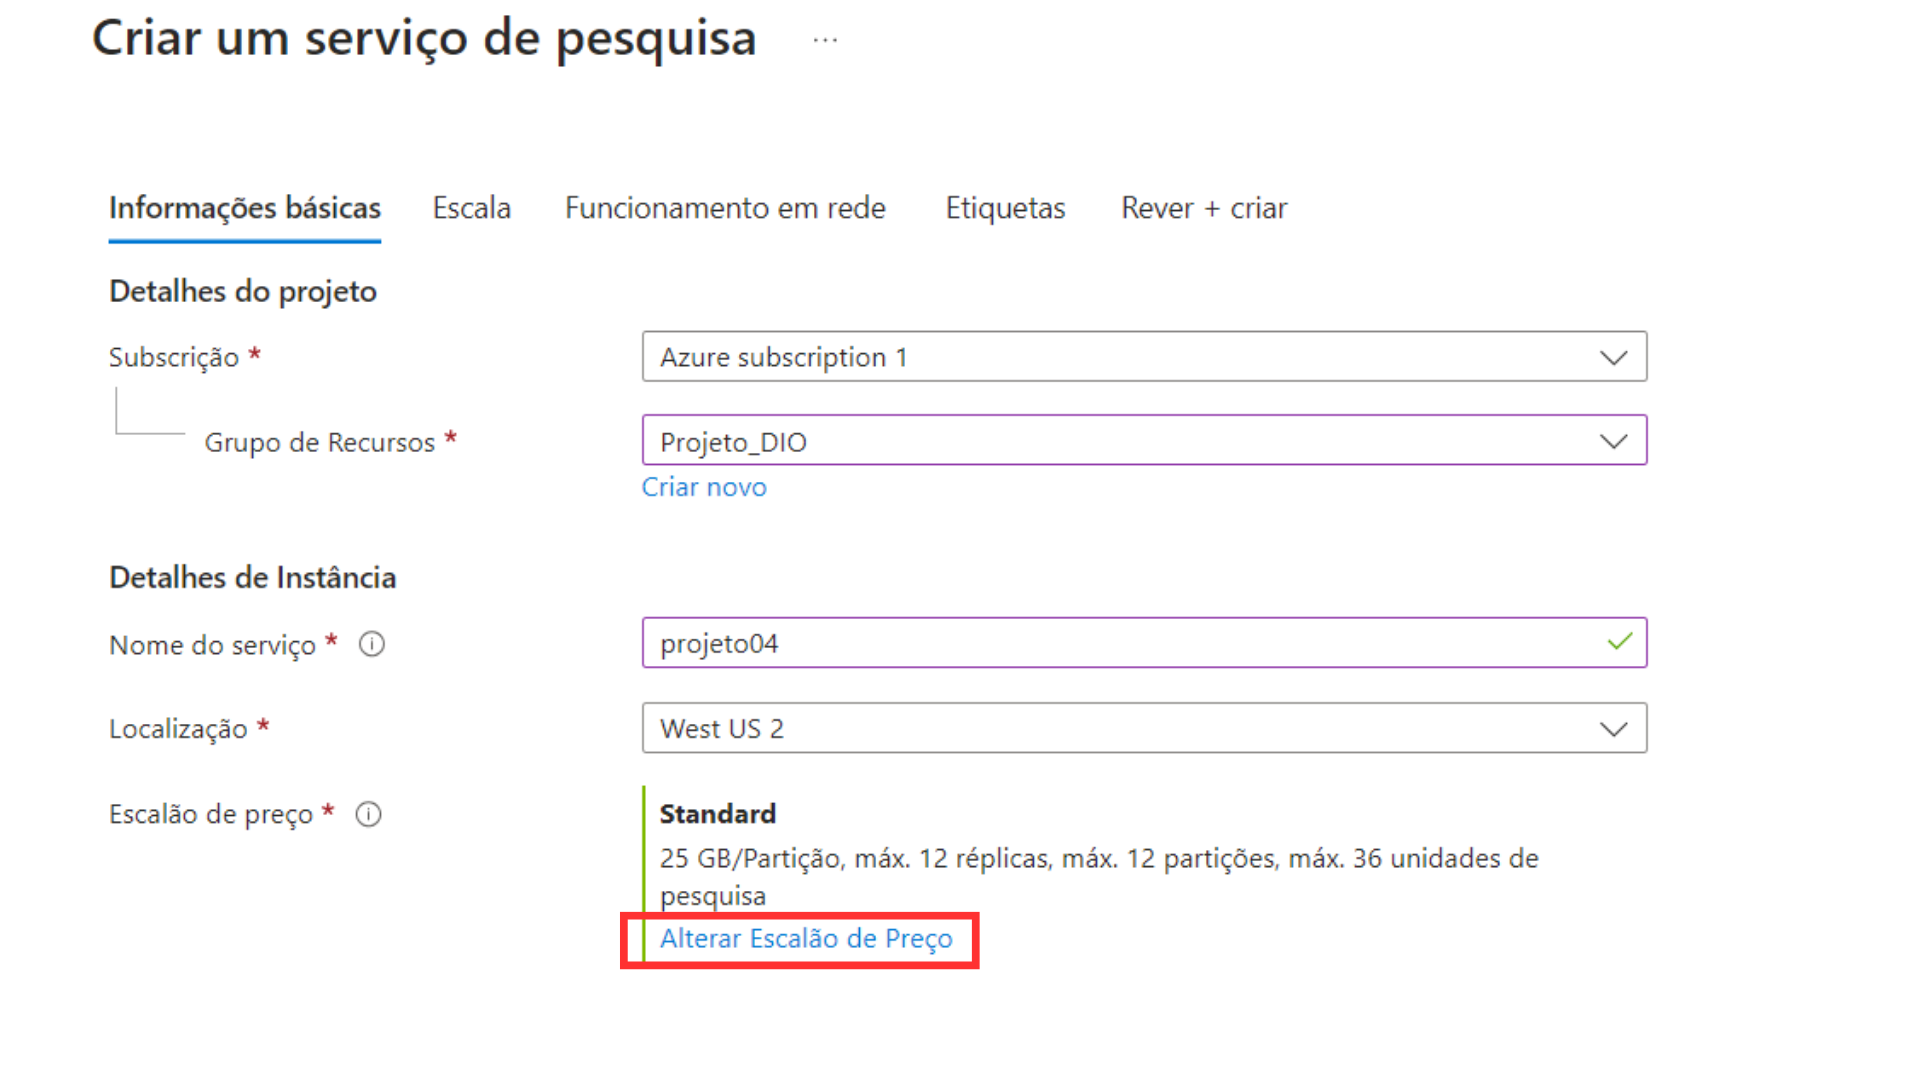 Criar um serviço de pesquisa ...
Informações básicas Escala Funcionamento em rede Etiquetas Rever + criar
Detalhes do projeto
Subscrição * Azure subscription 1
Grupo de Recursos * Projeto_DIO
Criar novo
Detalhes de Instância
Nome do serviço * projeto04
Localização * West US 2
Escalão de preço * Standard
25 GB/Partição, máx. 12 réplicas, máx. 12 partições, máx. 36 unidades de
pesquisa
Alterar Escalão de Preço